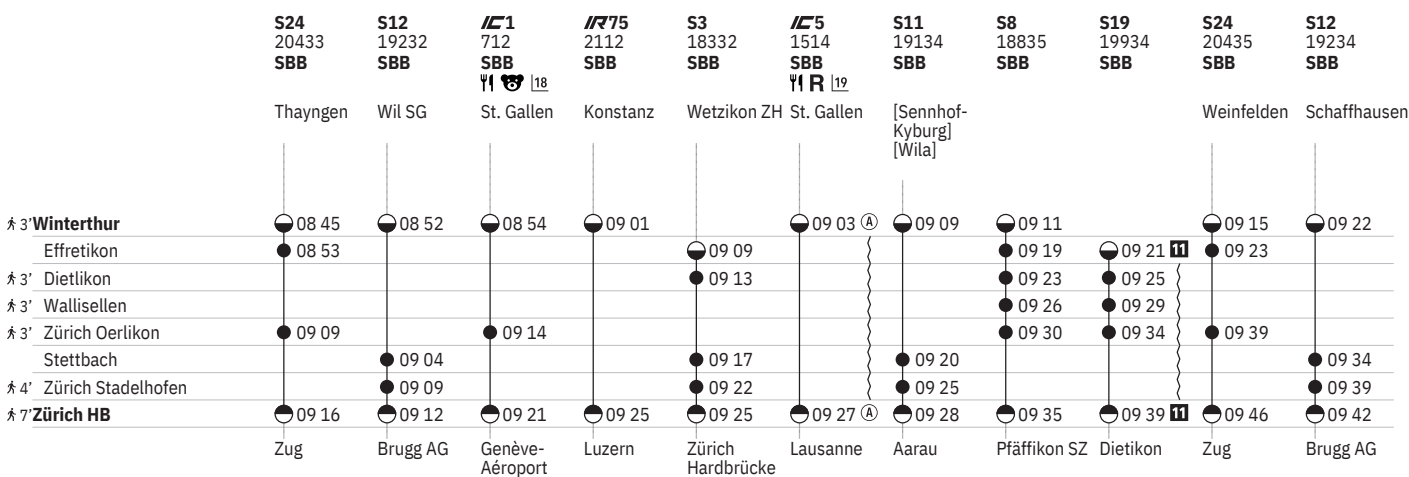 S24 S12 IC1 IR75 S3 IC5 S11 S8 S19 S24 S12
20433 19232 712 2112 18332 1514 19134 18835 19934 20435 19234
SBB SBB SBB SBB SBB SBB SBB SBB SBB SBB SBB
18 R 19
Thayngen Wil SG St. Gallen Konstanz Wetzikon ZH St. Gallen [Sennhof- Weinfelden Schaffhausen
Kyburg]
[Wila]
3' Winterthur 08 45 08 52 08 54 09 01 09 03 A 09 09 09 11 09 15 09 22
Effretikon 08 53 09 09 09 19 09 21 11 09 23
3' Dietlikon 09 13 09 23 09 25
3' Wallisellen 09 26 09 29
3' Zürich Oerlikon 09 09 09 14 09 30 09 34 09 39
Stettbach 09 04 09 17 09 20 09 34
4' Zürich Stadelhofen 09 09 09 22 09 25 09 39
7' Zürich HB 09 16 09 12 09 21 09 25 09 25 09 27 A 09 28 09 35 09 39 11 09 46 09 42
Zug Brugg AG Genève- Luzern Zürich Lausanne Aarau Pfäffikon SZ Dietikon Zug Brugg AG
Aéroport Hardbrücke